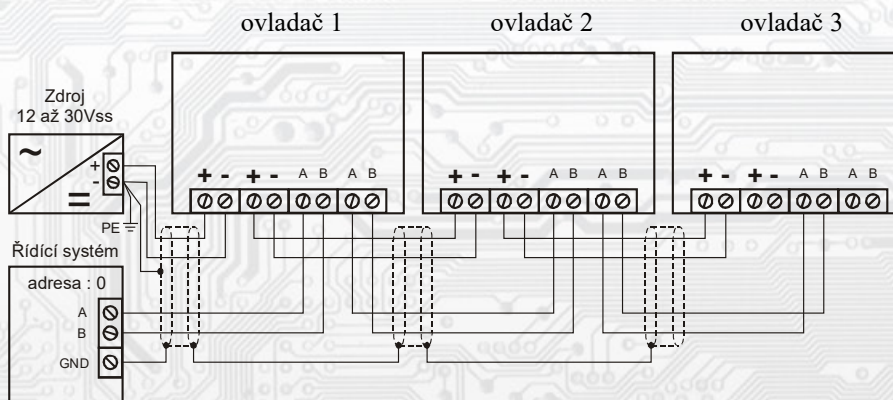 ovladač 1
ovladač 2
ovladač 3
Zdroj
12 až 30Vss
~
=
+
-
PE
+ - + - A B A B
+ - + - A B A B
+ - + - A B A B
Řídící systém
adresa : 0
A
B
GND